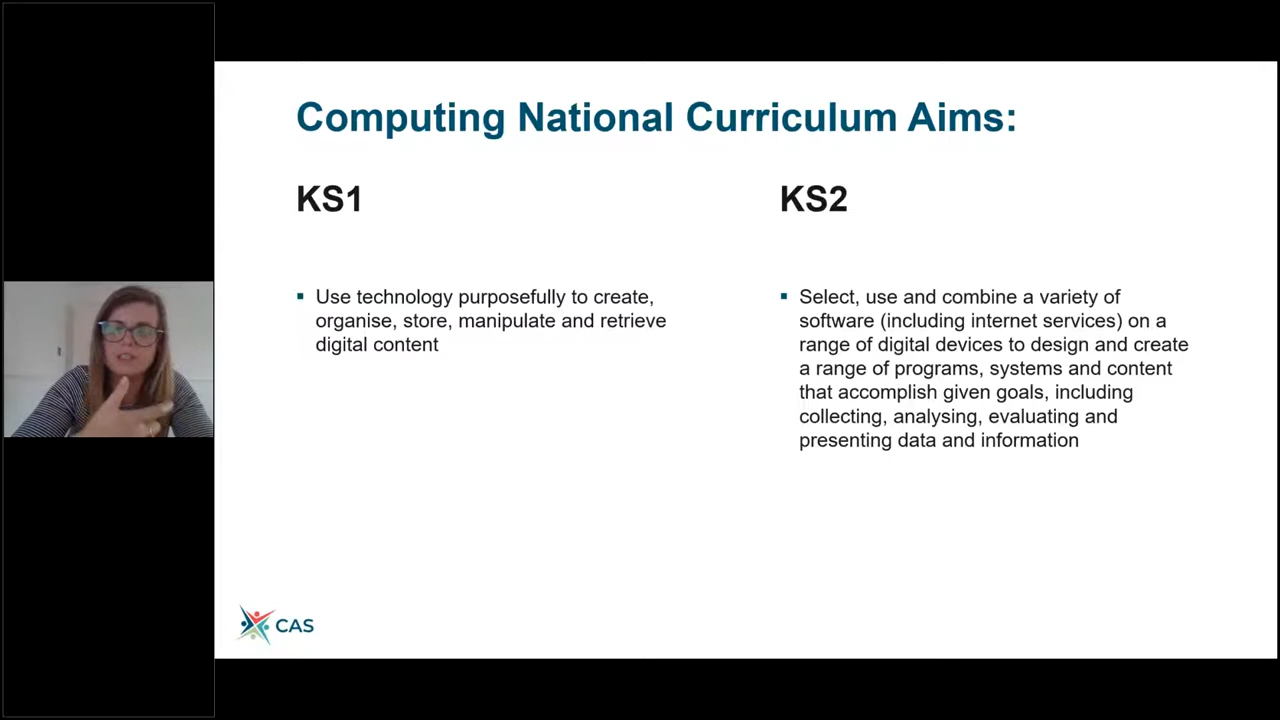 Computing National Curriculum Aims:
KS1
Use technology purposefully to create,
organise, store, manipulate and retrieve
digital content
KS2
Select, use and combine a variety of
software (including internet services) on a
range of digital devices to design and create
a range of programs, systems and content
that accomplish given goals, including
collecting, analysing, evaluating and
presenting data and information
CAS